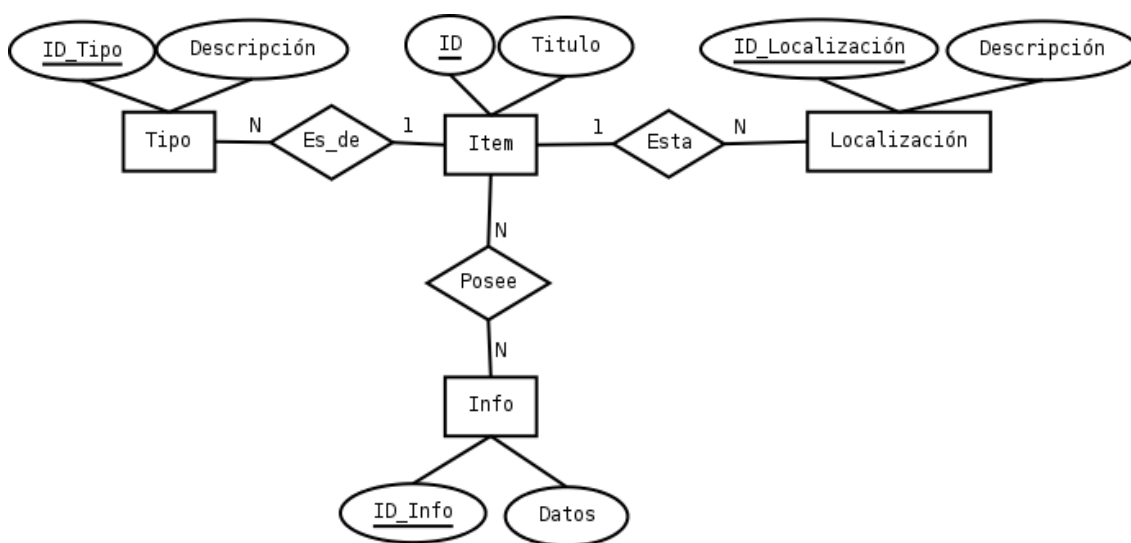 ID_Tipo
Descripción
ID
Titulo
ID_Localización
Descripción
Tipo
N
Es_de
1
Item
1
Esta
N
Localización
N
Posee
N
Info
ID_Info
Datos